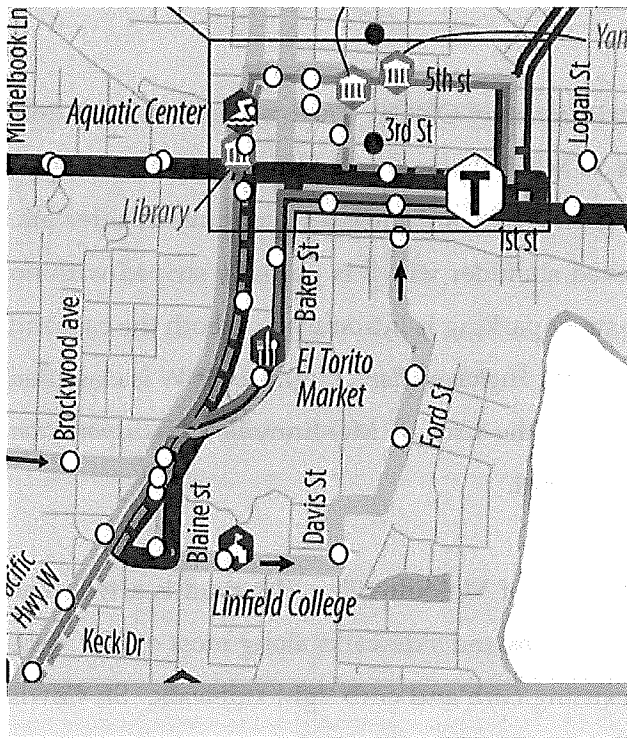 Michelbook Ln
Yam
5th st
Aquatic Center
3rd St
Logan St
T
Library
1st st
Baker St
El Torito
Market
Brockwood ave
Ford St
Davis St
Blaine st
Linfield College
acific
Hwy W
Keck Dr